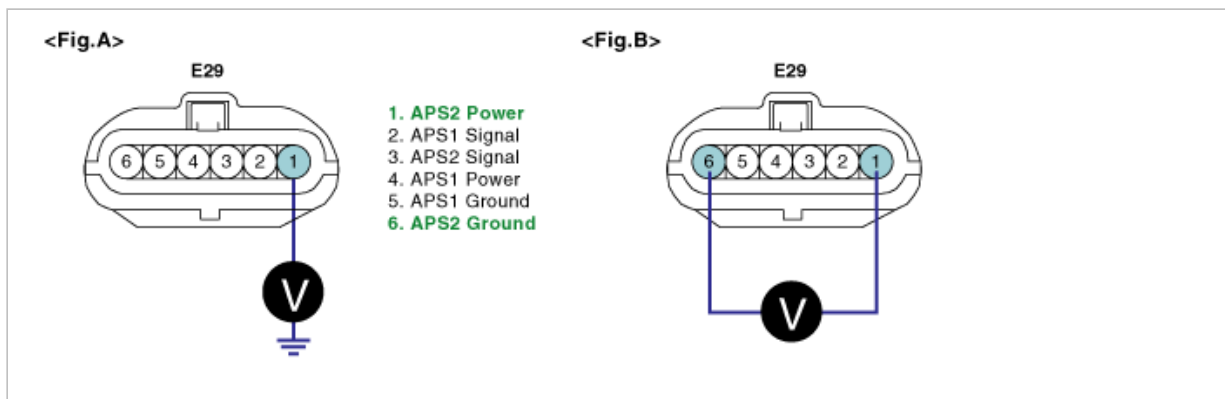 <Fig.A>
E29
6 5 4 3 2 1
V
1. APS2 Power
2. APS1 Signal
3. APS2 Signal
4. APS1 Power
5. APS1 Ground
6. APS2 Ground
<Fig.B>
E29
6 5 4 3 2 1
V